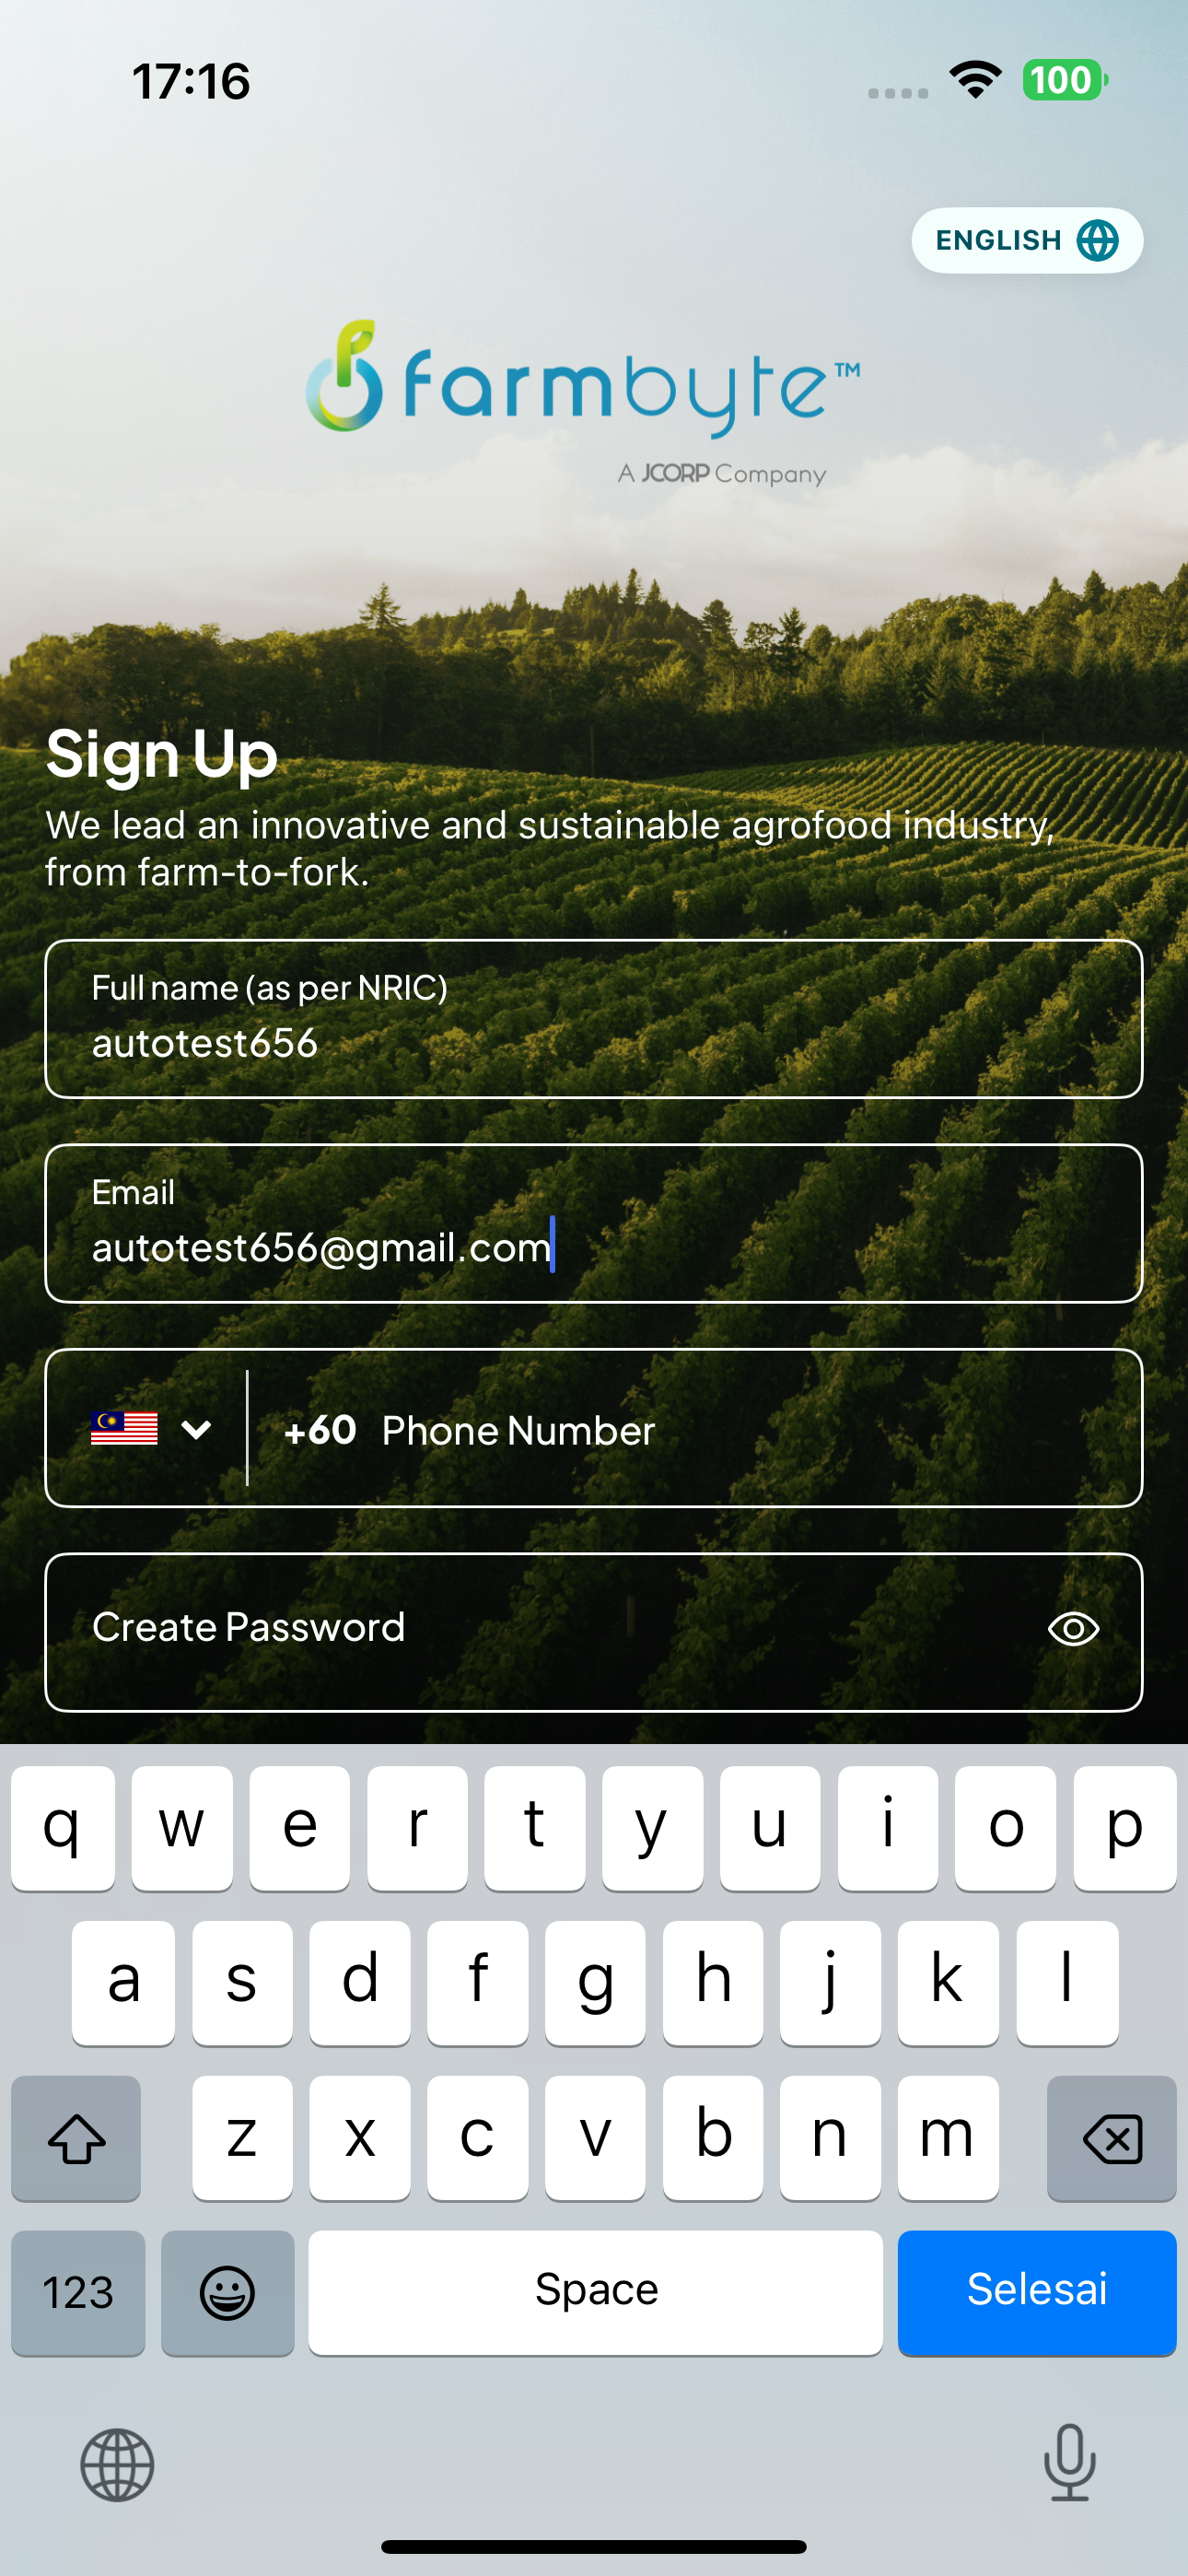 17:16
100
ENGLISH
farmbyte™
A JCORP Company
Sign Up
We lead an innovative and sustainable agrofood industry,
from farm-to-fork.
Full name (as per NRIC)
autotest656
Email
autotest656@gmail.com
+60 Phone Number
Create Password
q w e r t y u i o p
a s d f g h j k l
z x c v b n m
123 Space Selesai